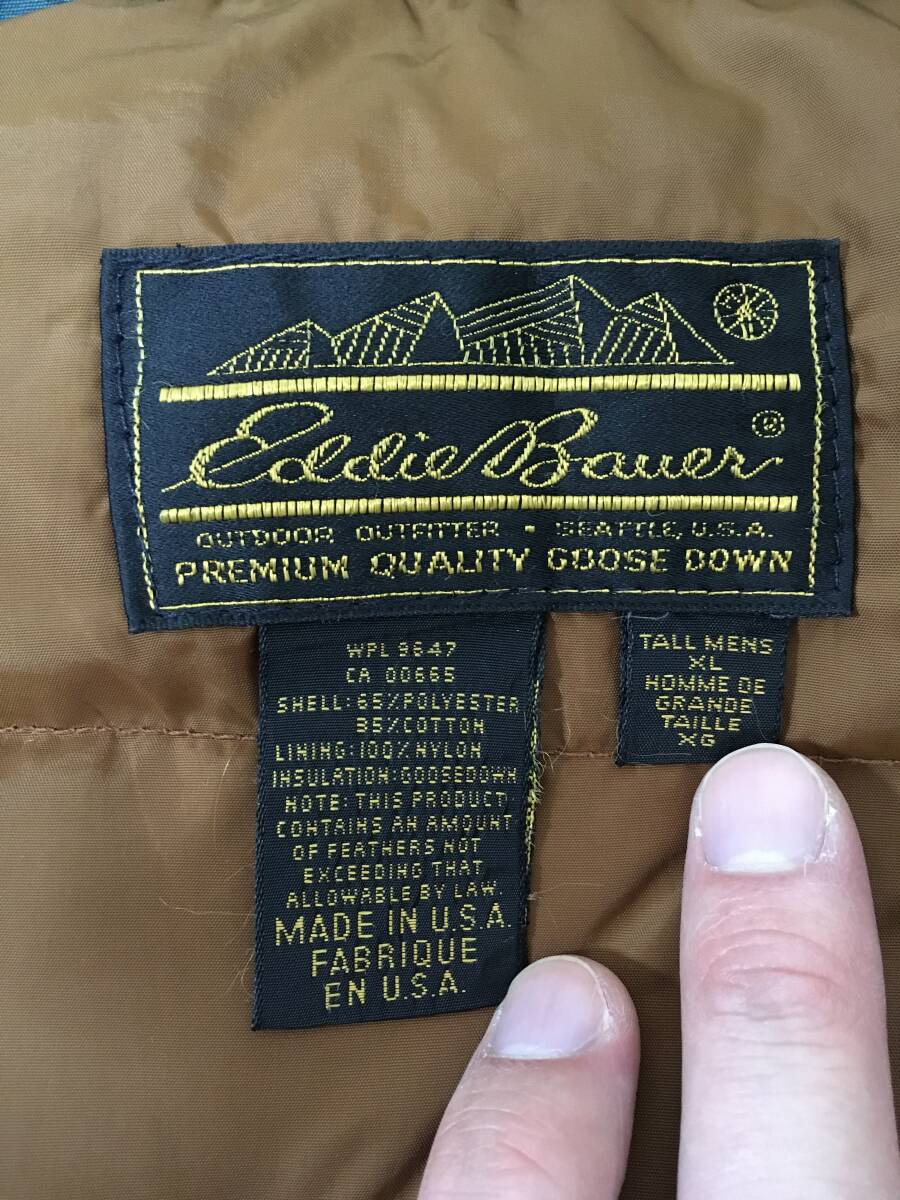 Eddie Bauer®
OUTDOOR OUTFITTER · SEATTLE, U.S.A.
PREMIUM QUALITY GOOSE DOWN
WPL 9647
CA 00665
SHELL: 65% POLYESTER
35% COTTON
LINING: 100% NYLON
INSULATION: GOOSEDOWN
NOTE: THIS PRODUCT
CONTAINS AN AMOUNT
OF FEATHERS NOT
EXCEEDING THAT
ALLOWABLE BY LAW.
MADE IN U.S.A.
FABRIQUE
EN U.S.A.
TALL MENS
XL
HOMME DE
GRANDE
TAILLE
XG